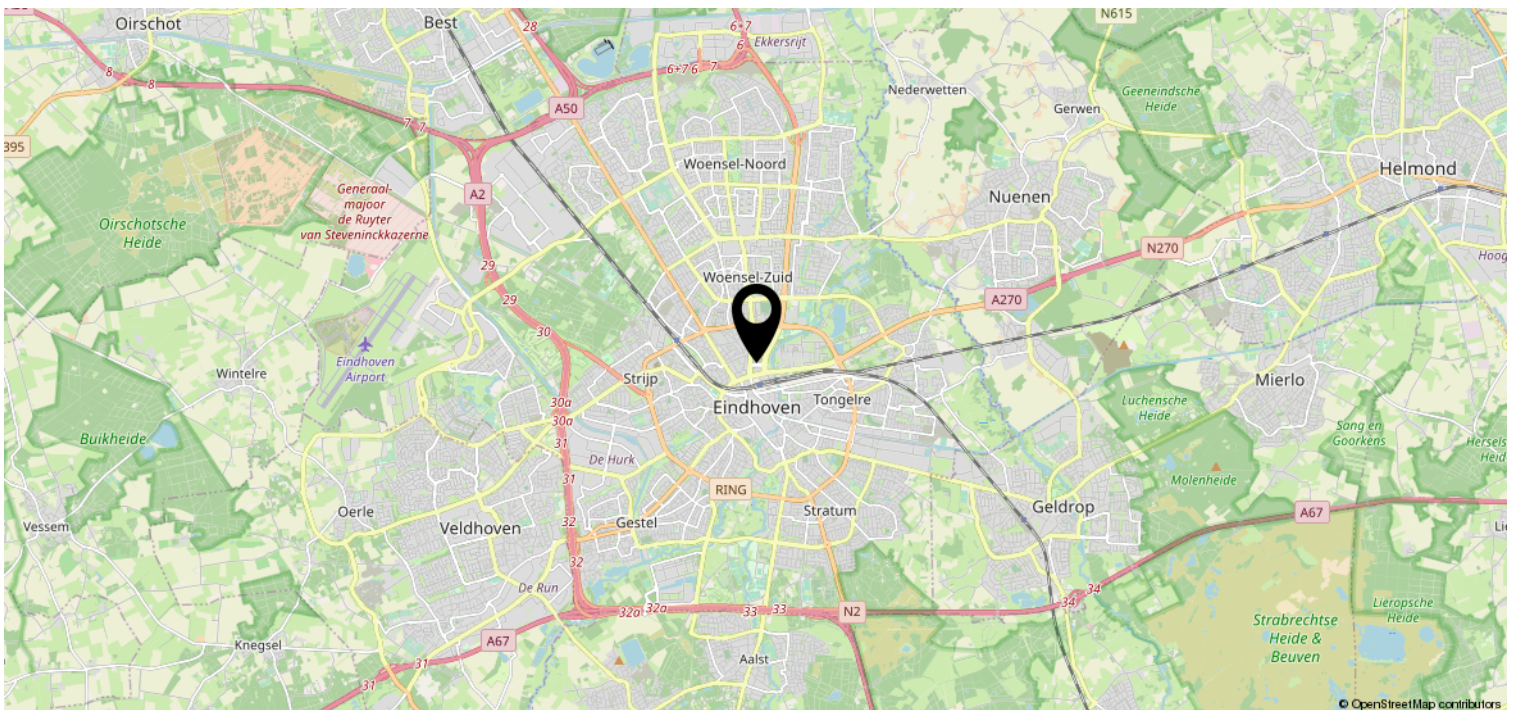 Oirschot
Best
28
6+7
6
Ekkersrijt
N615
8
8
6+7 6
7
A50
7 7
Nederwetten
Geeneindsche
Heide
Gerwen
395
Woensel-Noord
Helmond
A2
Generaal-
majoor
de Ruyter
van Steveninckkazerne
Nuenen
Oirschotsche
Heide
N270
29
Woensel-Zuid
29
A270
30
Eindhoven
Airport
Wintelre
Strijp
Mierlo
30a
30a
Eindhoven
Tongelre
Luchensche
Heide
Buikheide
31
Sang en
Goorkens
De Hurk
31
Molenheide
RING
Oerle
Stratum
Geldrop
A67
Vessem
Veldhoven
32
Gestel
32
De Run
34
34
32a
32a
33
33
N2
Lieropsche
Heide
Strabrechtse
Heide &
Beuven
A67
Knegsel
31
Aalst
31
© OpenStreetMap contributors